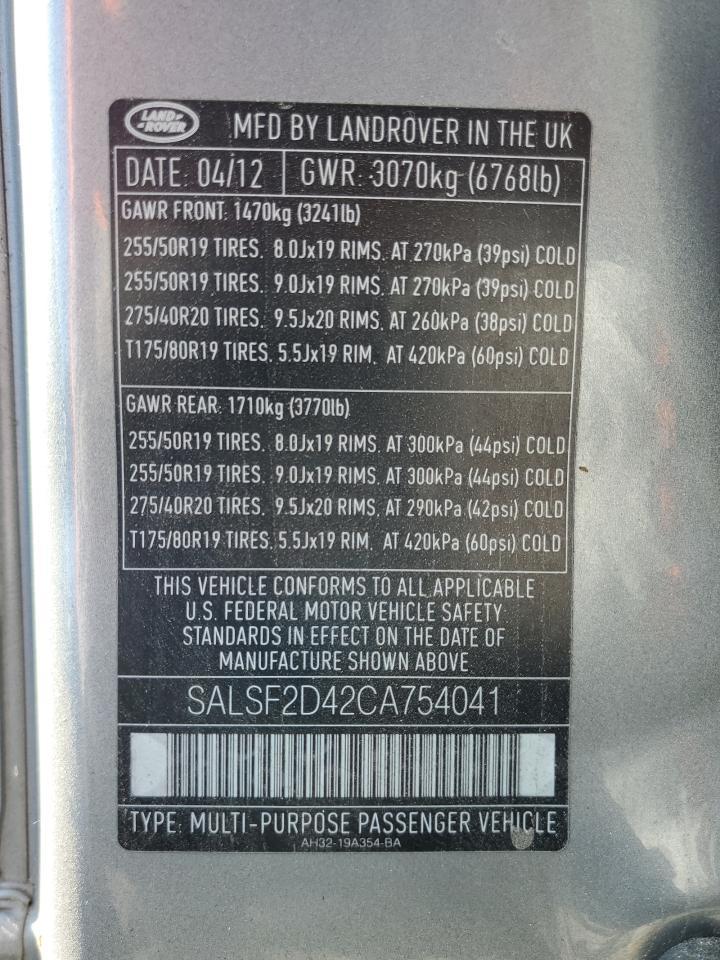 LAND-
-ROVER
MFD BY LANDROVER IN THE UK
DATE: 04/12 GWR: 3070kg (6768lb)
GAWR FRONT: 1470kg (3241lb)
255/50R19 TIRES. 8.0Jx19 RIMS. AT 270kPa (39psi) COLD
255/50R19 TIRES. 9.0Jx19 RIMS. AT 270kPa (39psi) COLD
275/40R20 TIRES. 9.5Jx20 RIMS. AT 260kPa (38psi) COLD
T175/80R19 TIRES. 5.5Jx19 RIM. AT 420kPa (60psi) COLD
GAWR REAR: 1710kg (3770lb)
255/50R19 TIRES. 8.0Jx19 RIMS. AT 300kPa (44psi) COLD
255/50R19 TIRES. 9.0Jx19 RIMS. AT 300kPa (44psi) COLD
275/40R20 TIRES. 9.5Jx20 RIMS. AT 290kPa (42psi) COLD
T175/80R19 TIRES. 5.5Jx19 RIM. AT 420kPa (60psi) COLD
THIS VEHICLE CONFORMS TO ALL APPLICABLE
U.S. FEDERAL MOTOR VEHICLE SAFETY
STANDARDS IN EFFECT ON THE DATE OF
MANUFACTURE SHOWN ABOVE
SALSF2D42CA754041
TYPE: MULTI-PURPOSE PASSENGER VEHICLE
AH32-19A354-BA